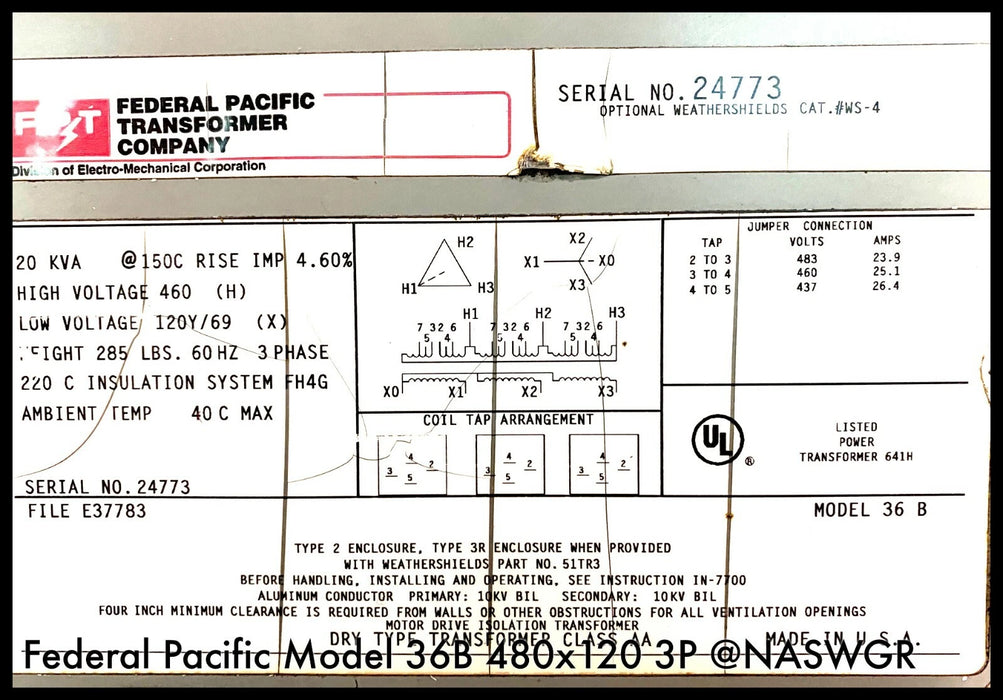 FPT FEDERAL PACIFIC
TRANSFORMER
COMPANY
Division of Electro-Mechanical Corporation
SERIAL NO. 24773
OPTIONAL WEATHERSHIELDS CAT.#WS-4
20 KVA @150C RISE IMP 4.60%
HIGH VOLTAGE 460 (H)
LOW VOLTAGE 120Y/69 (X)
WEIGHT 285 LBS. 60 HZ 3 PHASE
220 C INSULATION SYSTEM FH4G
AMBIENT TEMP 40 C MAX
SERIAL NO. 24773
FILE E37783
H2
H1 H3
X2
X1 X0
X3
H1 H2 H3
7 3 2 6 7 3 2 6 7 3 2 6
5 4 5 4 5 4
X0 X1 X2 X3
COIL TAP ARRANGEMENT
4 4 4
3 2 3 2 3 2
5 5 5
JUMPER CONNECTION
TAP VOLTS AMPS
2 TO 3 483 23.9
3 TO 4 460 25.1
4 TO 5 437 26.4
UL ®
LISTED
POWER
TRANSFORMER 641H
MODEL 36 B
TYPE 2 ENCLOSURE, TYPE 3R ENCLOSURE WHEN PROVIDED
WITH WEATHERSHIELDS PART NO. 51TR3
BEFORE HANDLING, INSTALLING AND OPERATING, SEE INSTRUCTION IN-7700
ALUMINUM CONDUCTOR PRIMARY: 10KV BIL SECONDARY: 10KV BIL
FOUR INCH MINIMUM CLEARANCE IS REQUIRED FROM WALLS OR OTHER OBSTRUCTIONS FOR ALL VENTILATION OPENINGS
MOTOR DRIVE ISOLATION TRANSFORMER
DRY TYPE TRANSFORMER CLASS AA MADE IN U.S.A.
Federal Pacific Model 36B 480x120 3P @NASWGR